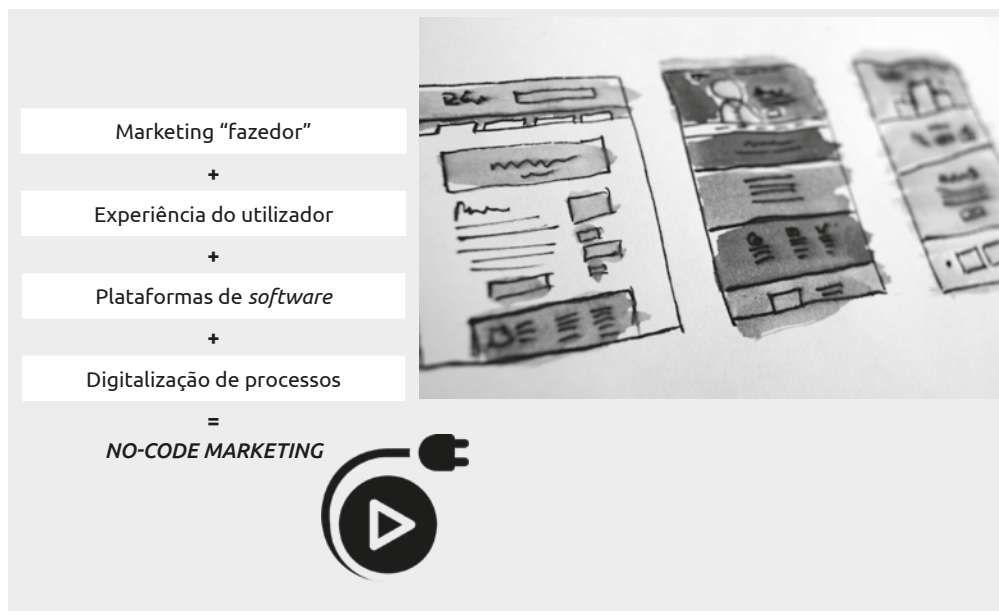 Marketing “fazedor”
+
Experiência do utilizador
+
Plataformas de software
+
Digitalização de processos
=
NO-CODE MARKETING